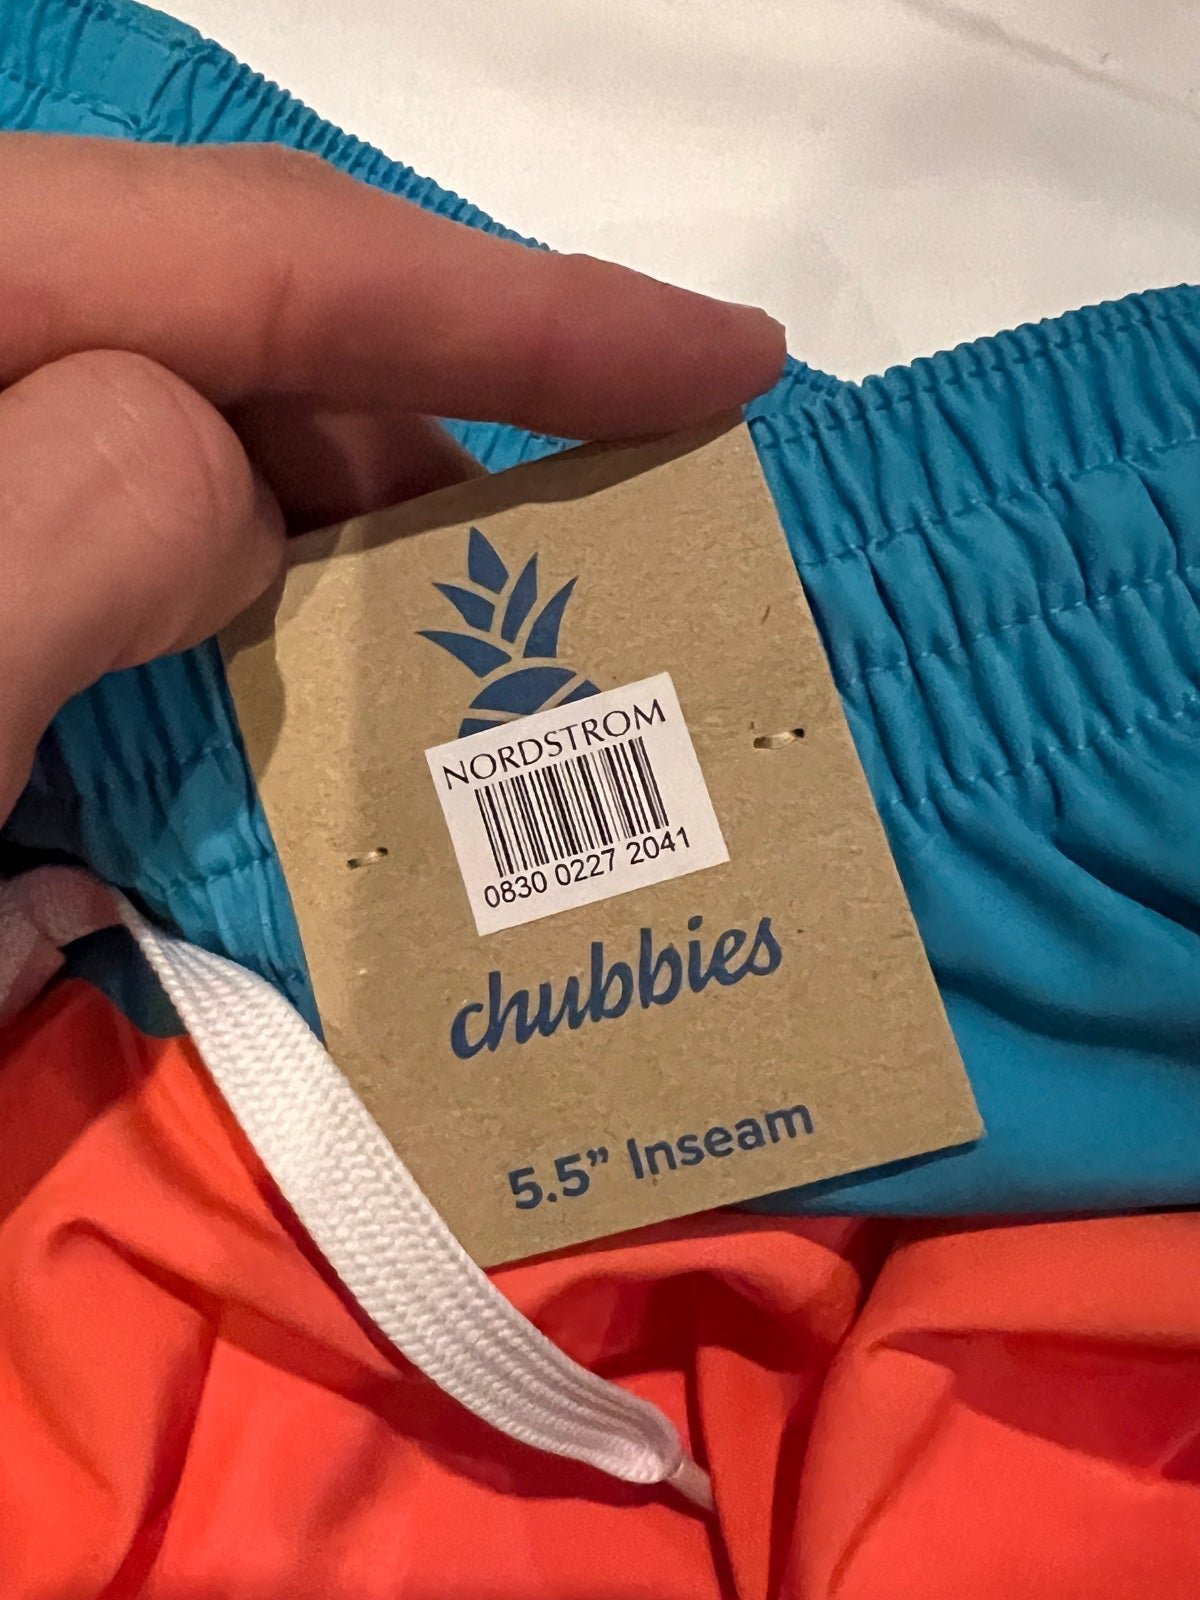 NORDSTROM
0830 0227 2041
chubbies
5.5” Inseam